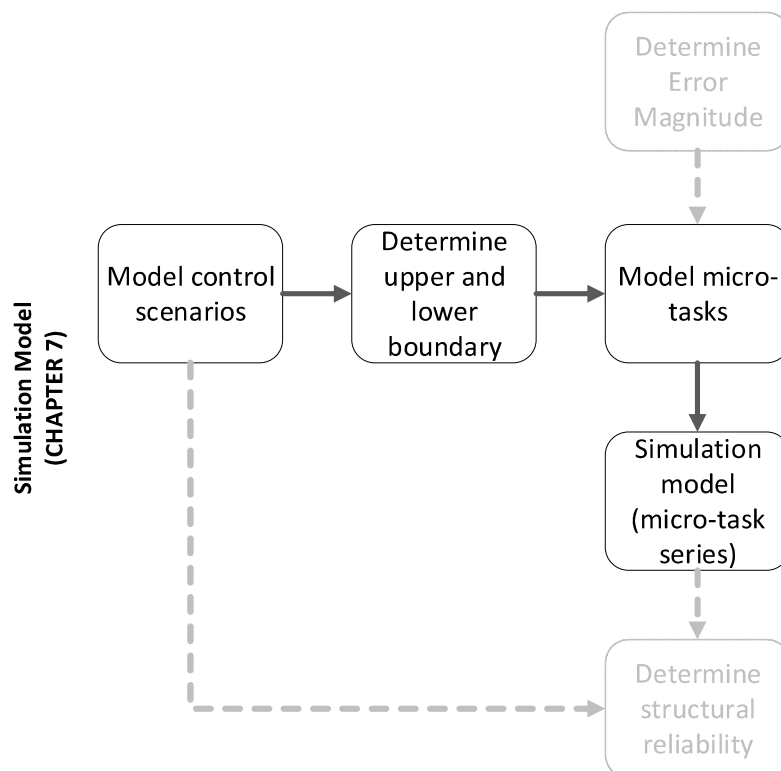 Determine
Error
Magnitude
Model control
scenarios
Determine
upper and
lower
boundary
Model micro-
tasks
Simulation Model
(CHAPTER 7)
Simulation
model
(micro-task
series)
Determine
structural
reliability